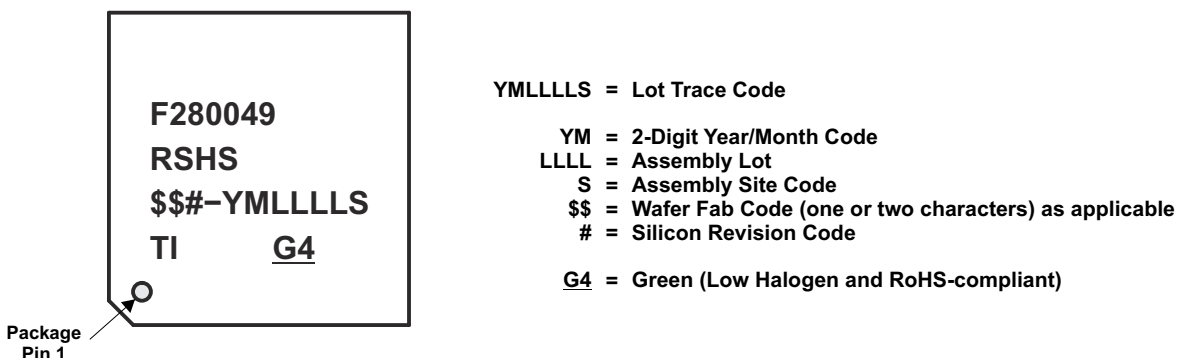 F280049
RSHS
$$#−YMLLLLS
TI G4
Package
Pin 1
YMLLLLS = Lot Trace Code
YM = 2-Digit Year/Month Code
LLLL = Assembly Lot
S = Assembly Site Code
$$ = Wafer Fab Code (one or two characters) as applicable
# = Silicon Revision Code
G4 = Green (Low Halogen and RoHS-compliant)